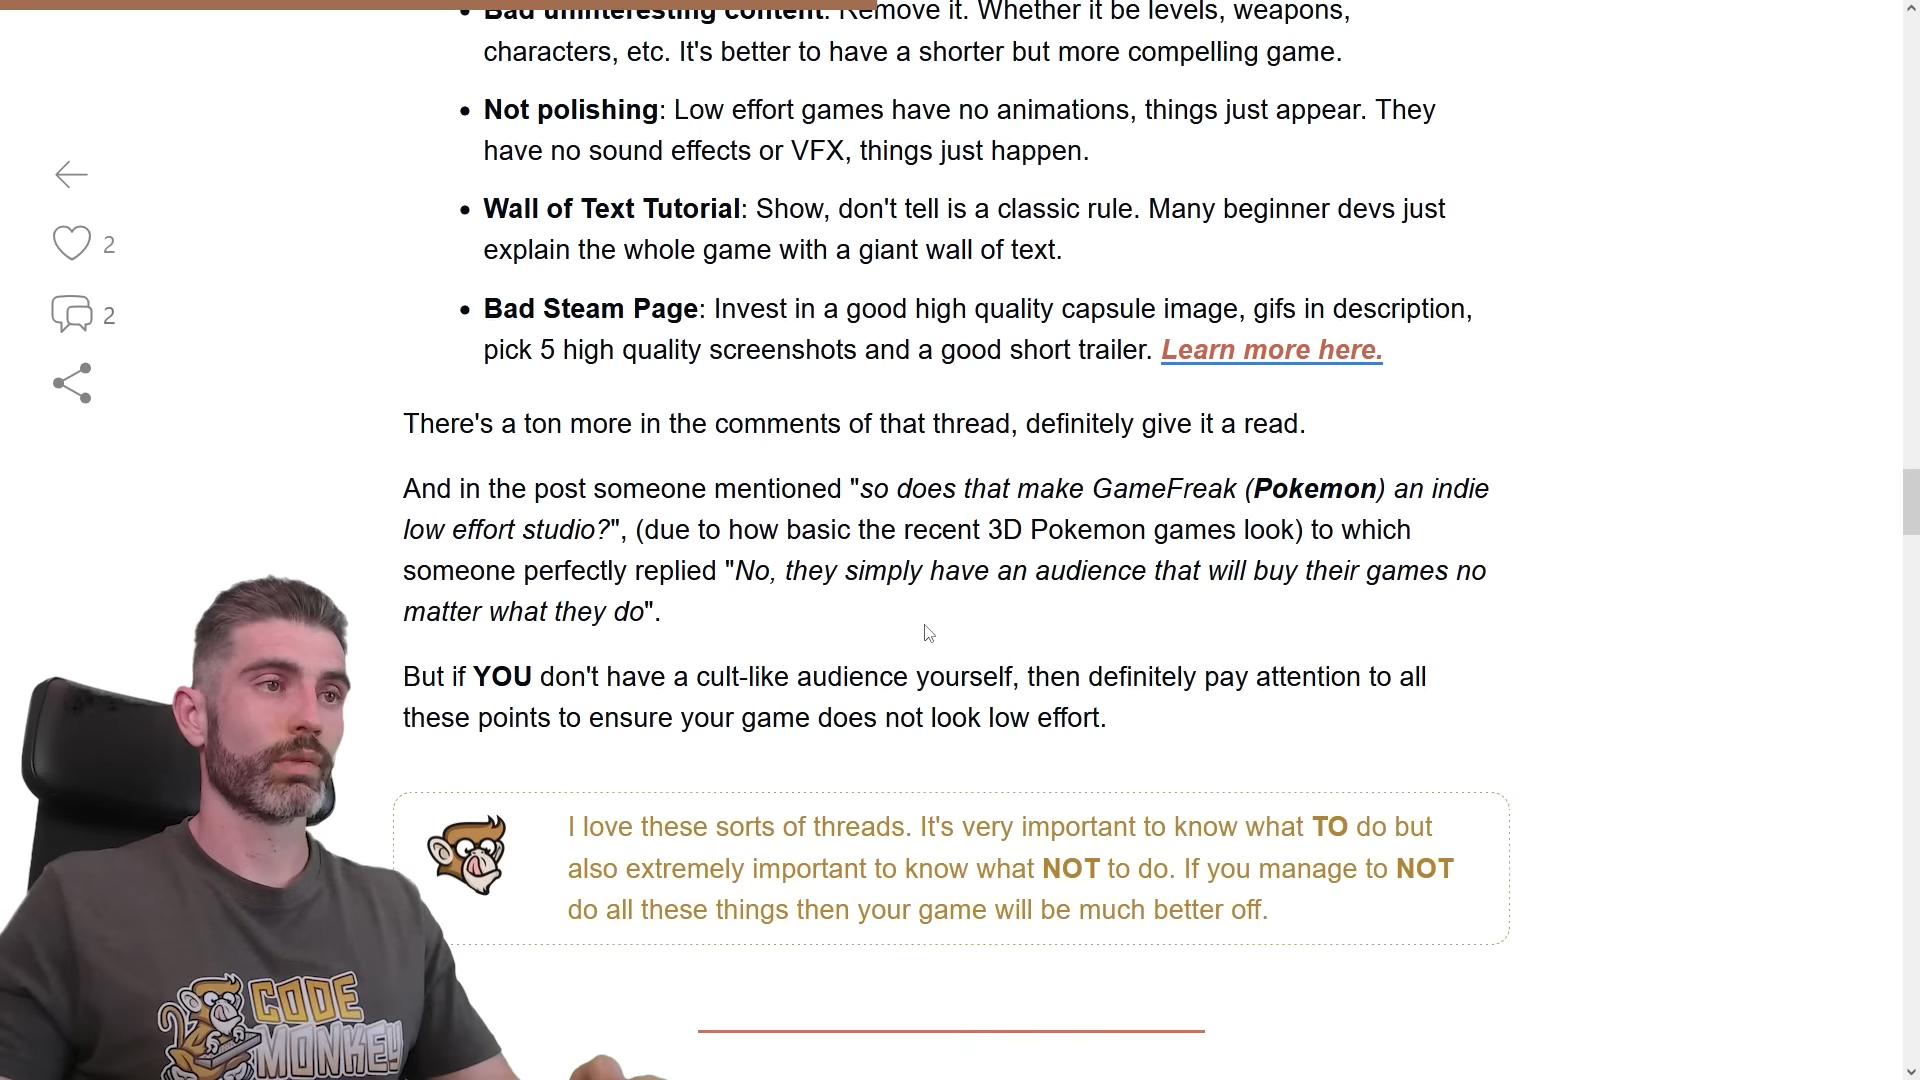 Bad uninteresting content: Remove it. Whether it be levels, weapons,
characters, etc. It's better to have a shorter but more compelling game.
Not polishing: Low effort games have no animations, things just appear. They
have no sound effects or VFX, things just happen.
Wall of Text Tutorial: Show, don't tell is a classic rule. Many beginner devs just
explain the whole game with a giant wall of text.
Bad Steam Page: Invest in a good high quality capsule image, gifs in description,
pick 5 high quality screenshots and a good short trailer. Learn more here.
2
2
There's a ton more in the comments of that thread, definitely give it a read.
And in the post someone mentioned "so does that make GameFreak (Pokemon) an indie
low effort studio?", (due to how basic the recent 3D Pokemon games look) to which
someone perfectly replied "No, they simply have an audience that will buy their games no
matter what they do".
But if YOU don't have a cult-like audience yourself, then definitely pay attention to all
these points to ensure your game does not look low effort.
I love these sorts of threads. It's very important to know what TO do but
also extremely important to know what NOT to do. If you manage to NOT
do all these things then your game will be much better off.
CODE
MONKEY